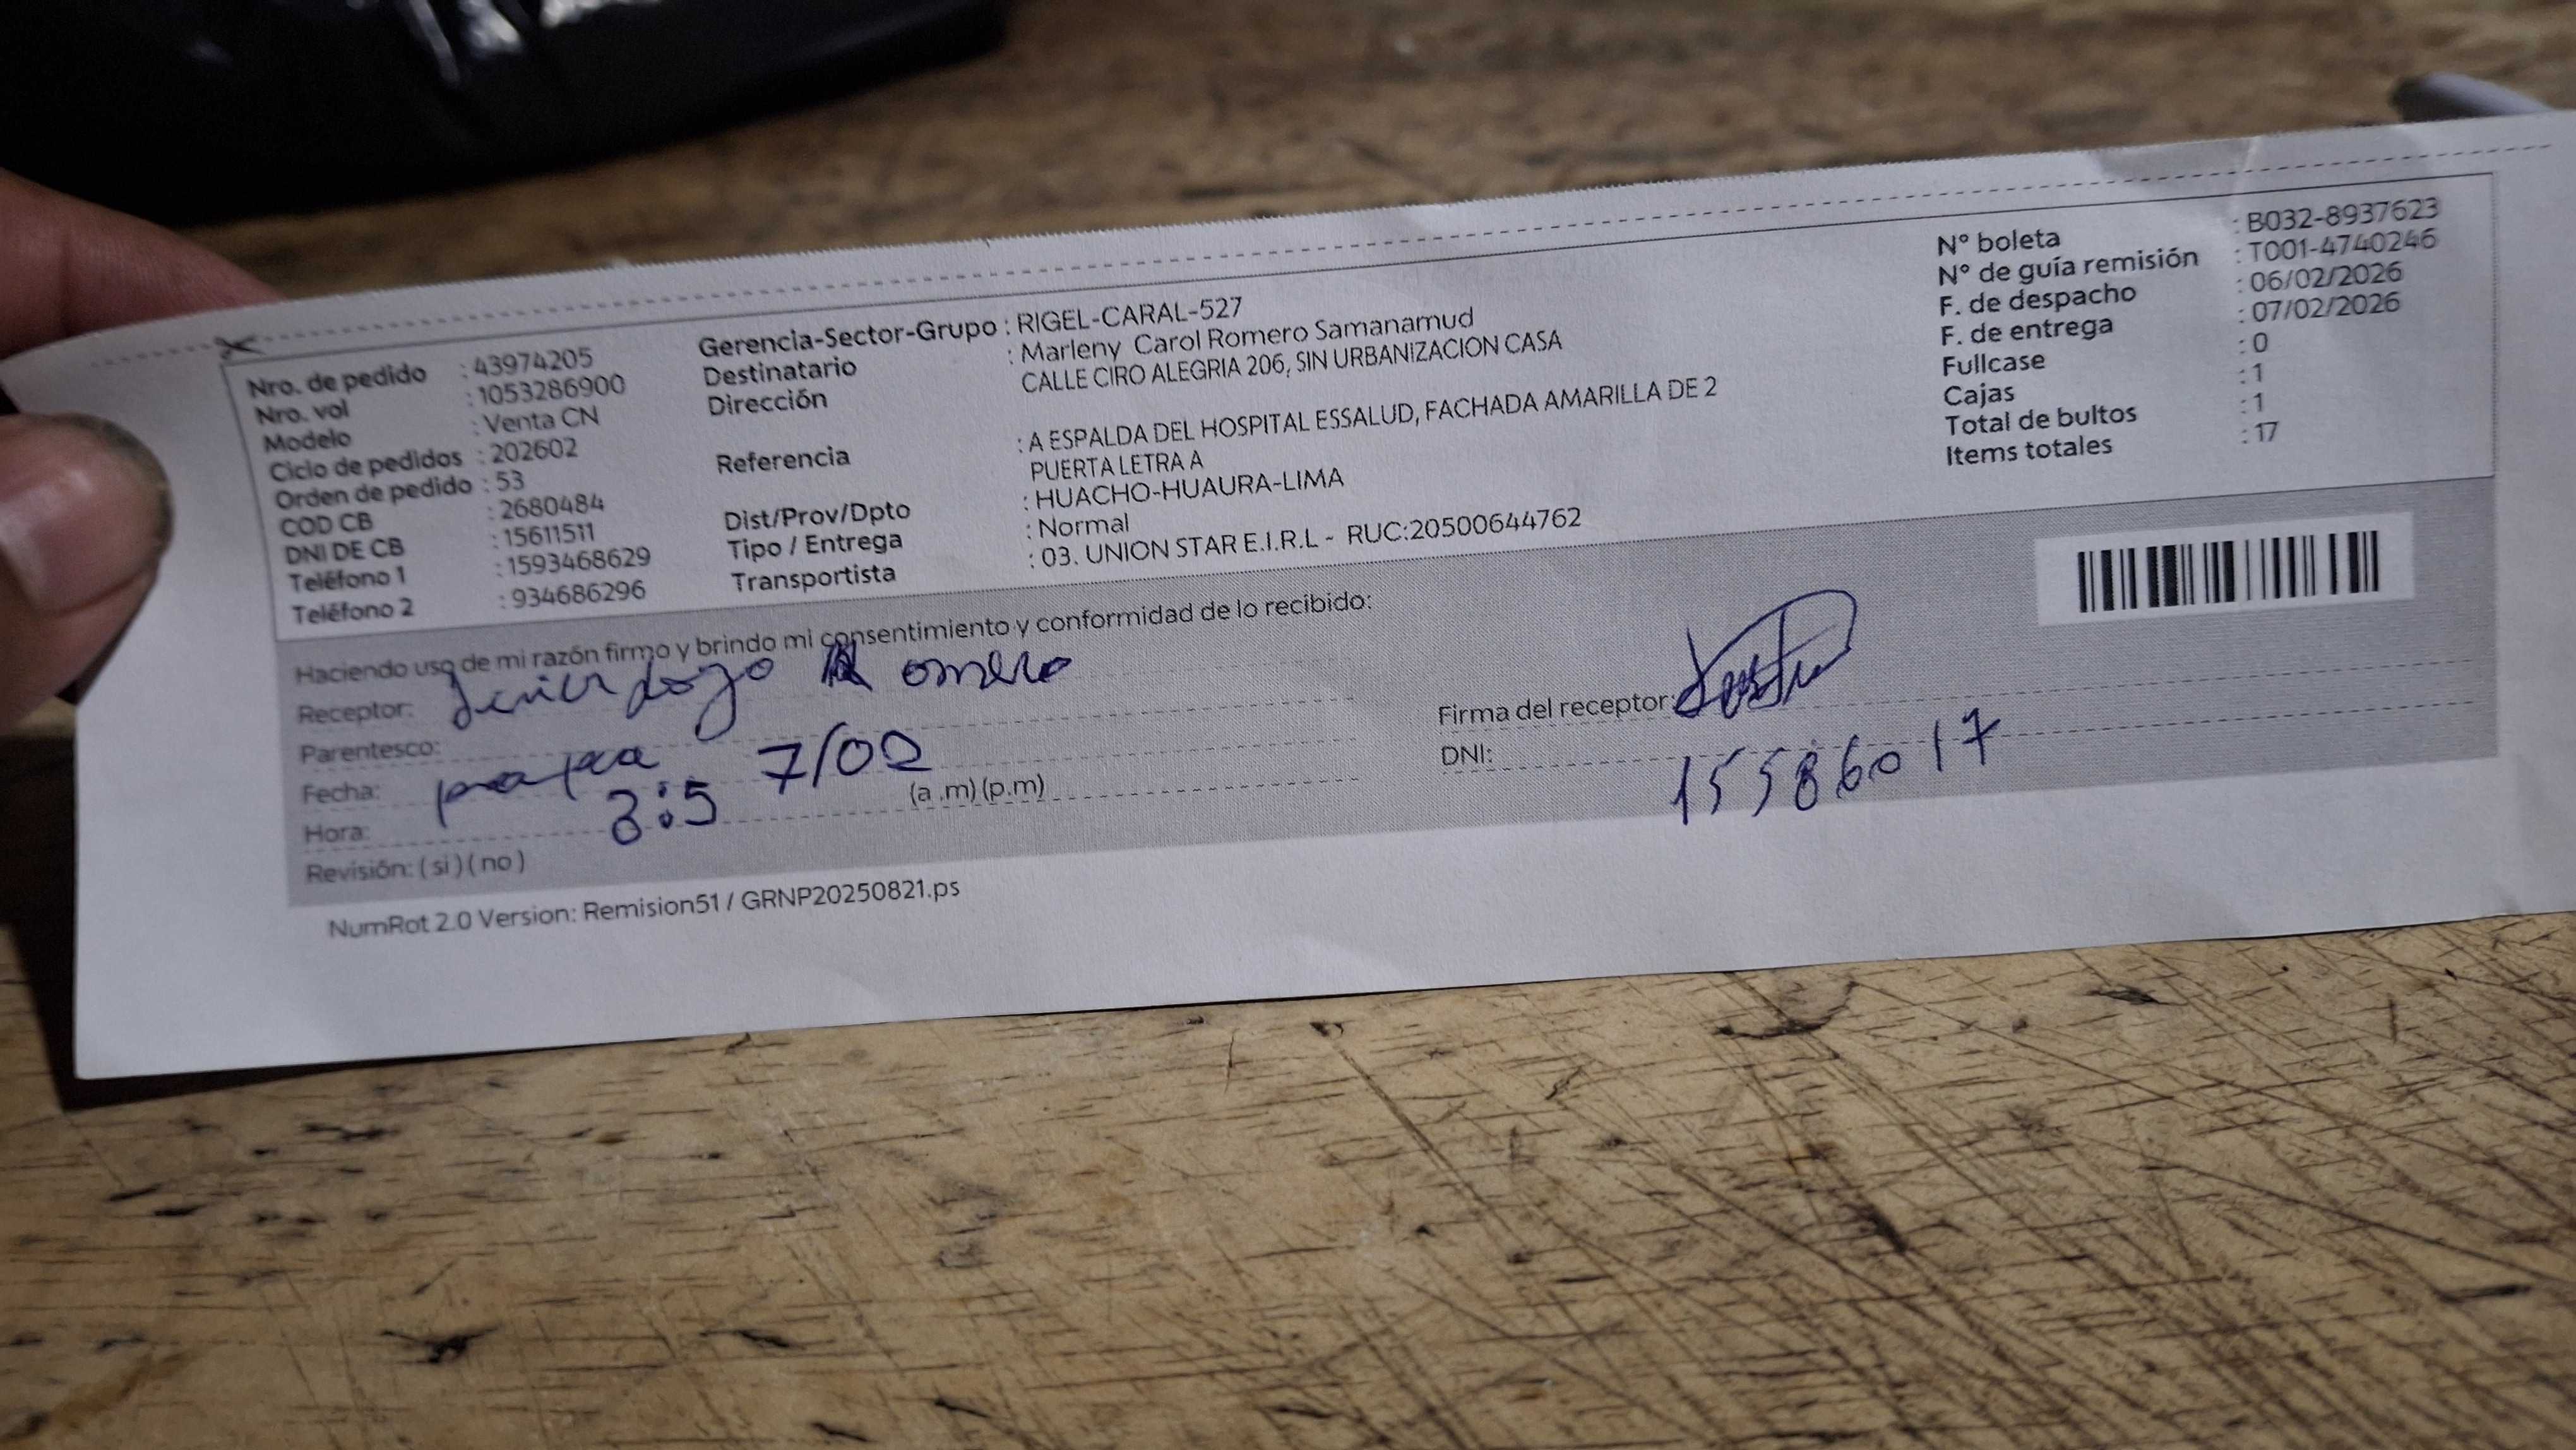 Nro. de pedido : 43974205
Nro. vol : 1053286900
Modelo : Venta CN
Ciclo de pedidos : 202602
Orden de pedido : 53
COD CB : 2680484
DNI DE CB : 15611511
Teléfono 1 : 1593468629
Teléfono 2 : 934686296
Gerencia-Sector-Grupo : RIGEL-CARAL-527
Destinatario : Marleny Carol Romero Samanamud
Dirección CALLE CIRO ALEGRIA 206, SIN URBANIZACION CASA
Referencia : A ESPALDA DEL HOSPITAL ESSALUD, FACHADA AMARILLA DE 2
PUERTA LETRA A
Dist/Prov/Dpto : HUACHO-HUAURA-LIMA
Tipo / Entrega : Normal
Transportista : 03. UNION STAR E.I.R.L - RUC:20500644762
N° boleta : B032-8937623
N° de guía remisión : T001-4740246
F. de despacho : 06/02/2026
F. de entrega : 07/02/2026
Fullcase : 0
Cajas : 1
Total de bultos : 1
Items totales : 17
Haciendo uso de mi razón firmo y brindo mi consentimiento y conformidad de lo recibido:
Receptor: Romero
Parentesco: papa
Fecha: 7/02
Hora: 3:5 (a .m) (p.m)
Revisión: ( si ) ( no )
Firma del receptor:
DNI: 15586017
NumRot 2.0 Version: Remision51 / GRNP20250821.ps